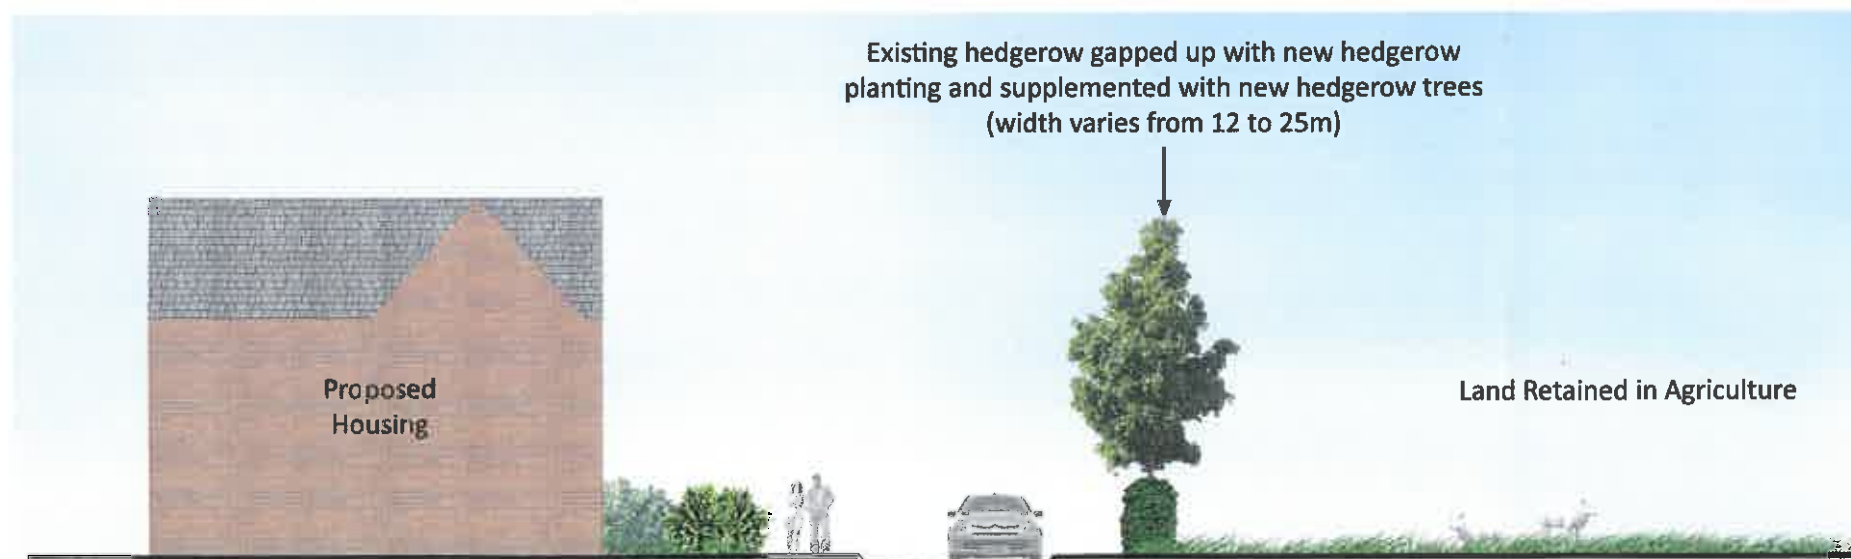 Existing hedgerow gapped up with new hedgerow
planting and supplemented with new hedgerow trees
(width varies from 12 to 25m)
Proposed
Housing
Land Retained in Agriculture